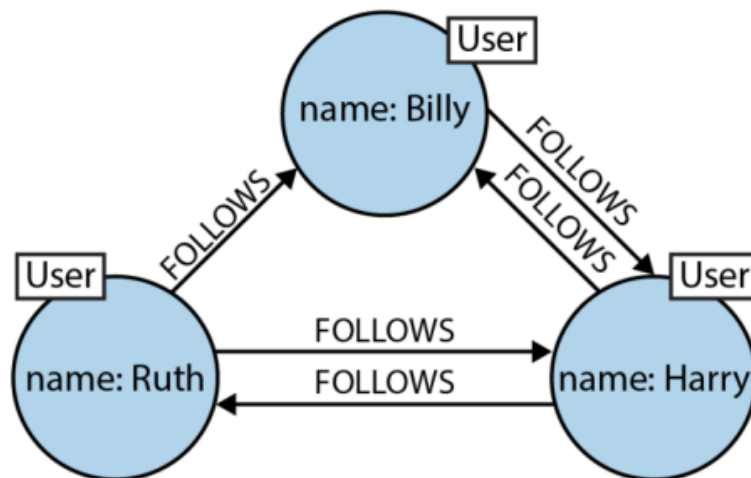 User
name: Billy
FOLLOWS
FOLLOWS
FOLLOWS
User
User
FOLLOWS
name: Ruth
FOLLOWS
name: Harry